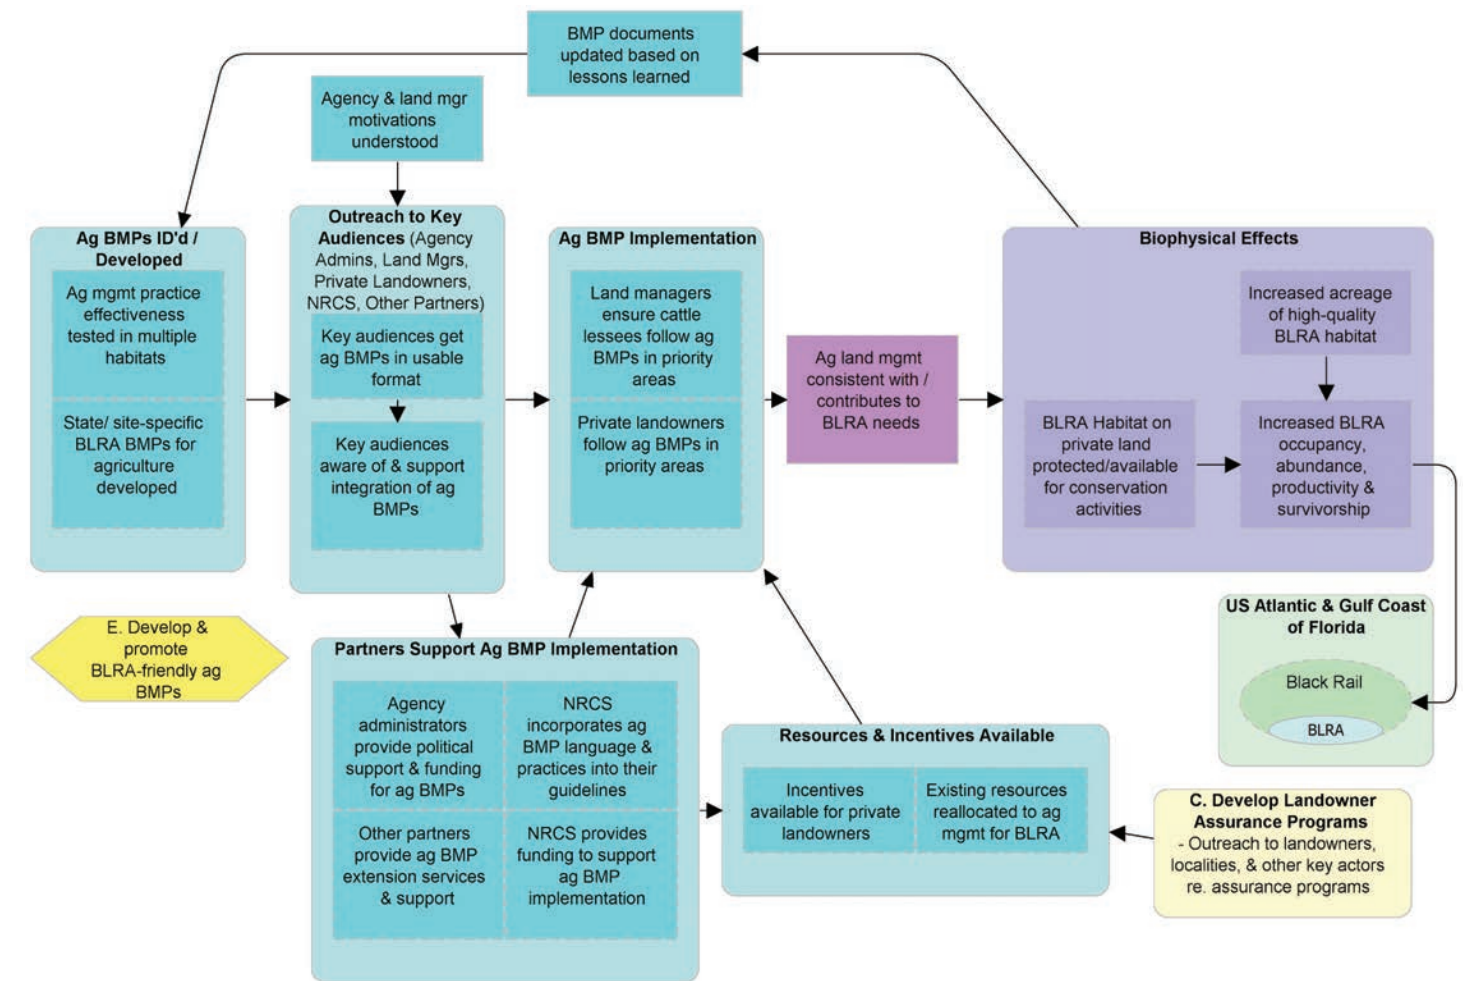 BMP documents
updated based on
lessons learned
Agency & land mgr
motivations
understood
Ag BMPs ID'd /
Developed
Ag mgmt practice
effectiveness
tested in multiple
habitats
State/ site-specific
BLRA BMPs for
agriculture
developed
Outreach to Key
Audiences (Agency
Admins, Land Mgrs,
Private Landowners,
NRCS, Other Partners)
Key audiences get
ag BMPs in usable
format
Key audiences
aware of & support
integration of ag
BMPs
Ag BMP Implementation
Land managers
ensure cattle
lessees follow ag
BMPs in priority
areas
Private landowners
follow ag BMPs in
priority areas
Ag land mgmt
consistent with /
contributes to
BLRA needs
Biophysical Effects
Increased acreage
of high-quality
BLRA habitat
BLRA Habitat on
private land
protected/available
for conservation
activities
Increased BLRA
occupancy,
abundance,
productivity &
survivorship
US Atlantic & Gulf Coast
of Florida
Black Rail
BLRA
E. Develop &
promote
BLRA-friendly ag
BMPs
Partners Support Ag BMP Implementation
Agency
administrators
provide political
support & funding
for ag BMPs
NRCS
incorporates ag
BMP language &
practices into their
guidelines
Other partners
provide ag BMP
extension services
& support
NRCS provides
funding to support
ag BMP
implementation
Resources & Incentives Available
Incentives
available for private
landowners
Existing resources
reallocated to ag
mgmt for BLRA
C. Develop Landowner
Assurance Programs
- Outreach to landowners,
localities, & other key actors
re. assurance programs